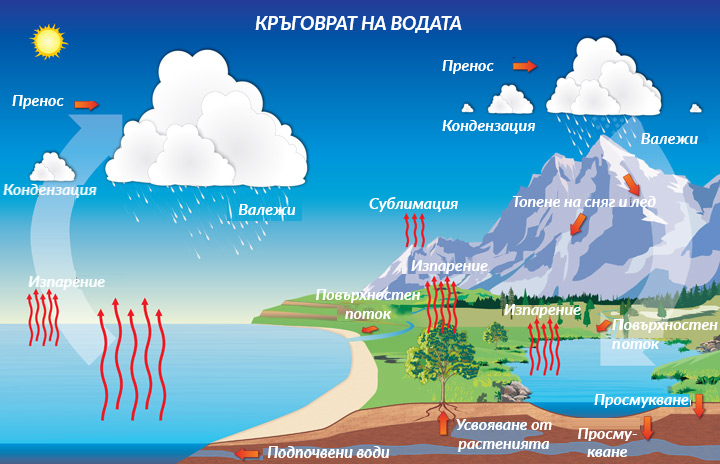 КРЪГОВРАТ НА ВОДАТА
Пренос
Пренос
Кондензация
Валежи
Кондензация
Валежи
Сублимация
Топене на сняг и лед
Изпарение
Изпарение
Повърхностен
поток
Изпарение
Повърхностен
поток
Просмукване
Усвояване от
растенията
Просму-
кване
Подпочвени води